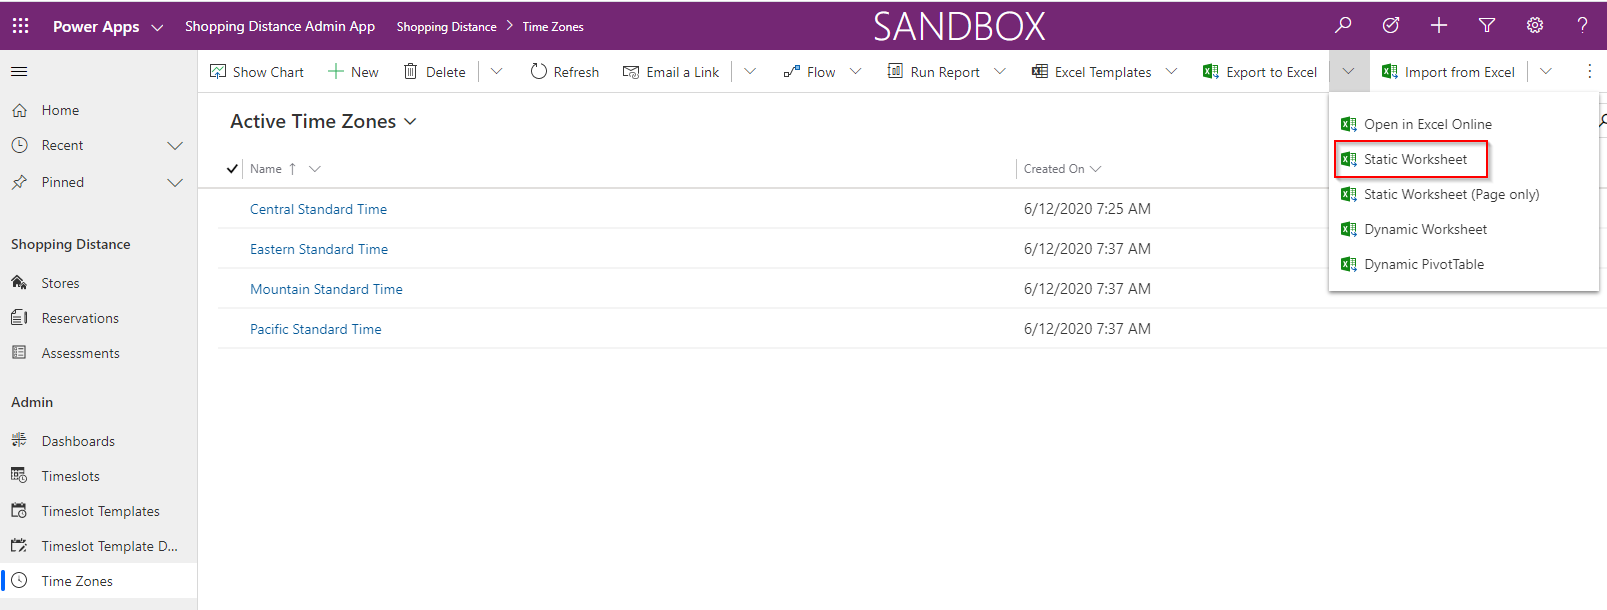 Power Apps Shopping Distance Admin App Shopping Distance > Time Zones SANDBOX ?
Show Chart New Delete Refresh Email a Link Flow Run Report Excel Templates Export to Excel Import from Excel
Home
Recent
Pinned
Shopping Distance
Stores
Reservations
Assessments
Admin
Dashboards
Timeslots
Timeslot Templates
Timeslot Template D...
Time Zones
Active Time Zones
Name ↑ Created On
Central Standard Time 6/12/2020 7:25 AM
Eastern Standard Time 6/12/2020 7:37 AM
Mountain Standard Time 6/12/2020 7:37 AM
Pacific Standard Time 6/12/2020 7:37 AM
Open in Excel Online
Static Worksheet
Static Worksheet (Page only)
Dynamic Worksheet
Dynamic PivotTable